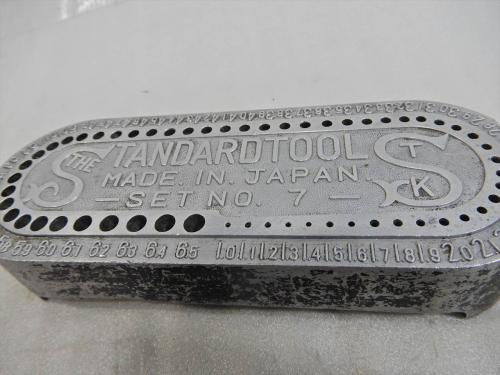 THE STANDARD TOOL
MADE. IN. JAPAN.
— SET NO. 7 —
S T K
59 60 61 62 63 64 65 1.0 1.1 1.2 1.3 1.4 1.5 1.6 1.7 1.8 1.9 2.0 2.1